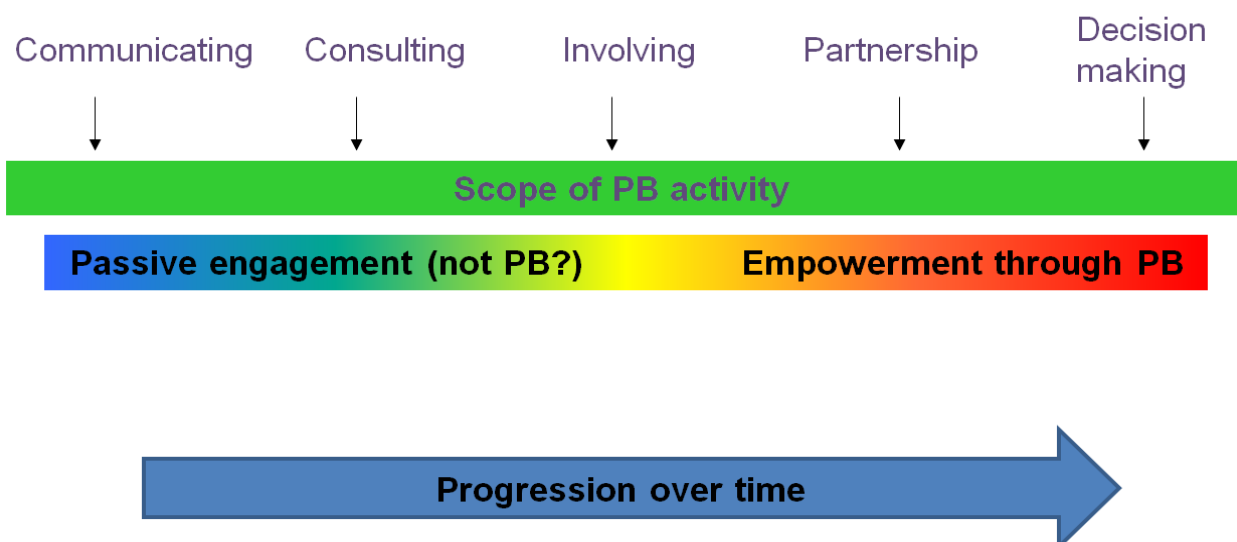 Communicating
Consulting
Involving
Partnership
Decision
making
Scope of PB activity
Passive engagement (not PB?)
Empowerment through PB
Progression over time